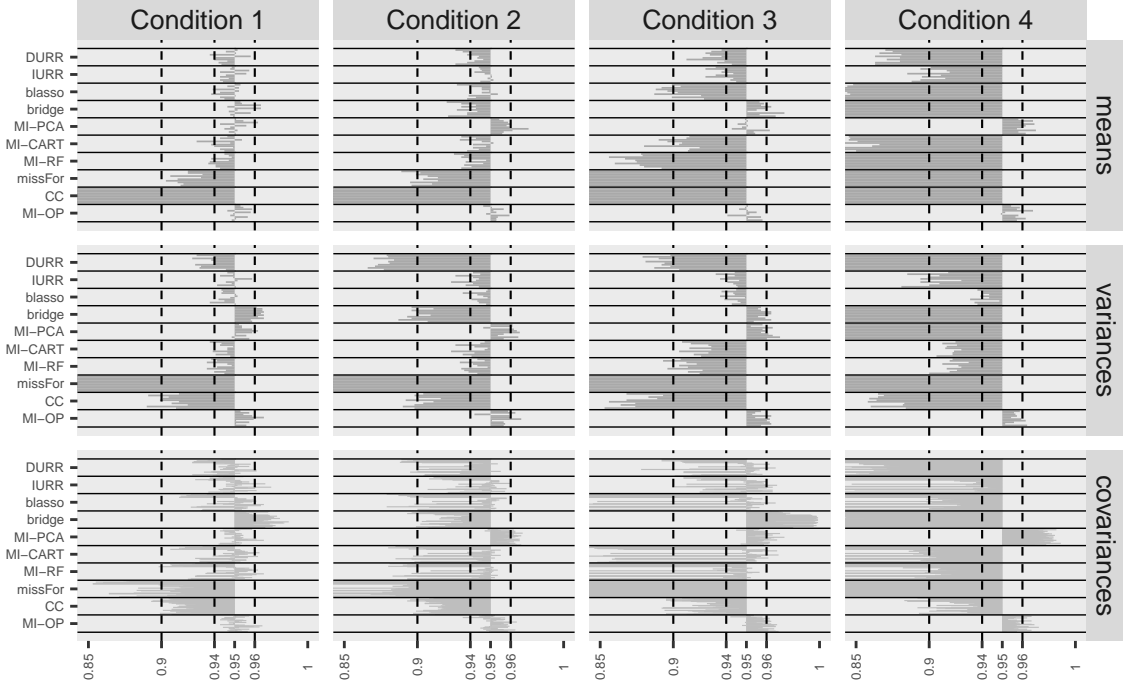 Condition 1
Condition 2
Condition 3
Condition 4
DURR
IURR
blasso
bridge
MI−PCA
MI−CART
MI−RF
missFor
CC
MI−OP
means
DURR
IURR
blasso
bridge
MI−PCA
MI−CART
MI−RF
missFor
CC
MI−OP
variances
DURR
IURR
blasso
bridge
MI−PCA
MI−CART
MI−RF
missFor
CC
MI−OP
covariances
0.85 0.9 0.94 0.95 0.96 1
0.85 0.9 0.94 0.95 0.96 1
0.85 0.9 0.94 0.95 0.96 1
0.85 0.9 0.94 0.95 0.96 1